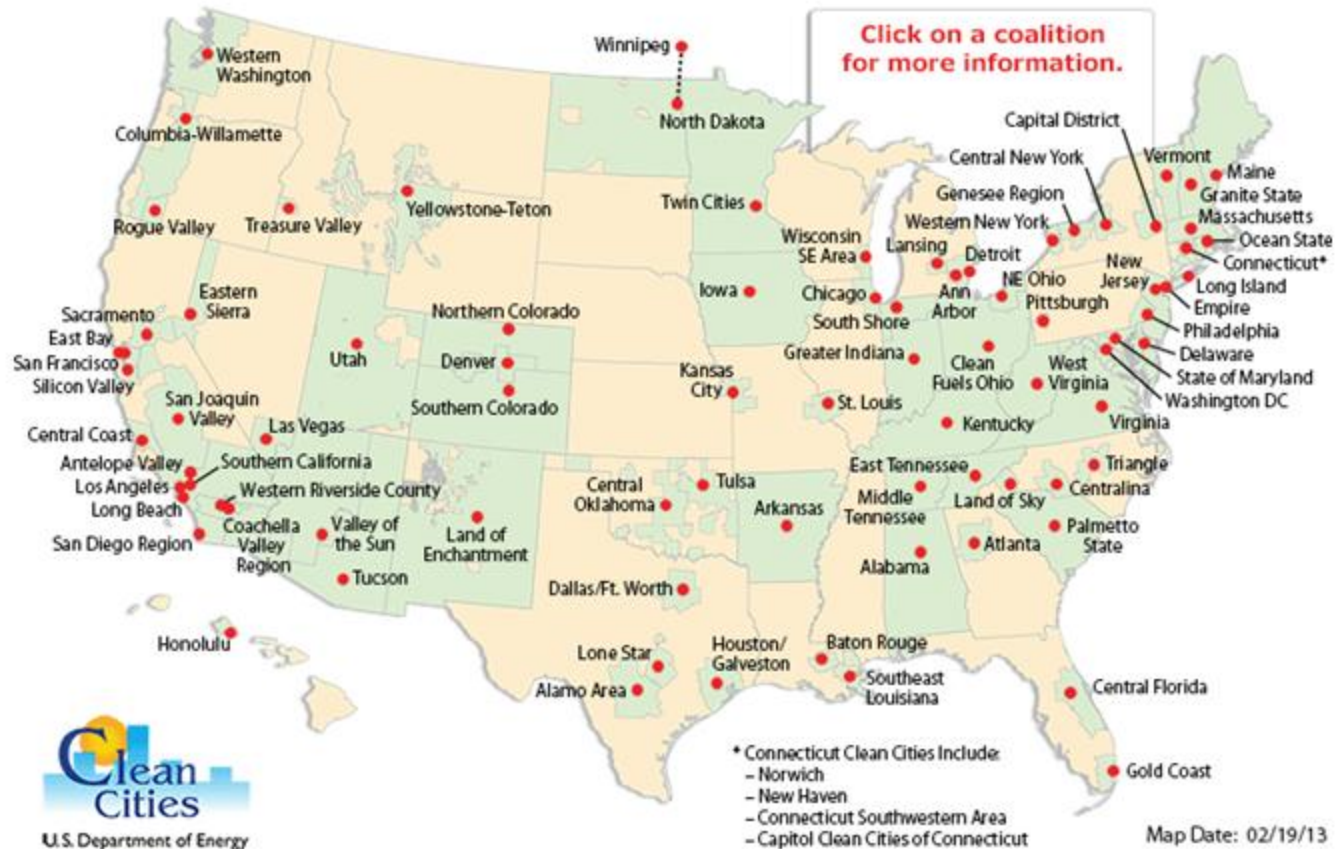 Click on a coalition
for more information.
Winnipeg
Western
Washington
North Dakota
Columbia-Willamette
Capital District
Central New York
Vermont
Maine
Genesee Region
Granite State
Yellowstone-Teton
Twin Cities
Rogue Valley
Treasure Valley
Western New York
Massachusetts
Wisconsin
SE Area
Lansing
Detroit
Ocean State
Connecticut*
New
Jersey
Iowa
Chicago
Ann
Arbor
NE Ohio
Pittsburgh
Long Island
Empire
Eastern
Sierra
Northern Colorado
South Shore
Sacramento
East Bay
San Francisco
Silicon Valley
Utah
Denver
Southern Colorado
Greater Indiana
Clean
Fuels Ohio
West
Virginia
Philadelphia
Delaware
State of Maryland
Washington DC
Kansas
City
St. Louis
San Joaquin
Valley
Las Vegas
Kentucky
Virginia
Central Coast
Antelope Valley
Southern California
Los Angeles
Western Riverside County
Long Beach
Central
Oklahoma
Tulsa
Arkansas
East Tennessee
Middle
Tennessee
Land of Sky
Triangle
Centralina
San Diego Region
Coachella
Valley
Region
Valley of
the Sun
Land of
Enchantment
Palmetto
State
Atlanta
Alabama
Tucson
Dallas/Ft. Worth
Honolulu
Lone Star
Houston/
Galveston
Baton Rouge
Alamo Area
Southeast
Louisiana
Central Florida
Gold Coast
* Connecticut Clean Cities Include:
– Norwich
– New Haven
– Connecticut Southwestern Area
– Capitol Clean Cities of Connecticut
Clean
Cities
U.S. Department of Energy
Map Date: 02/19/13